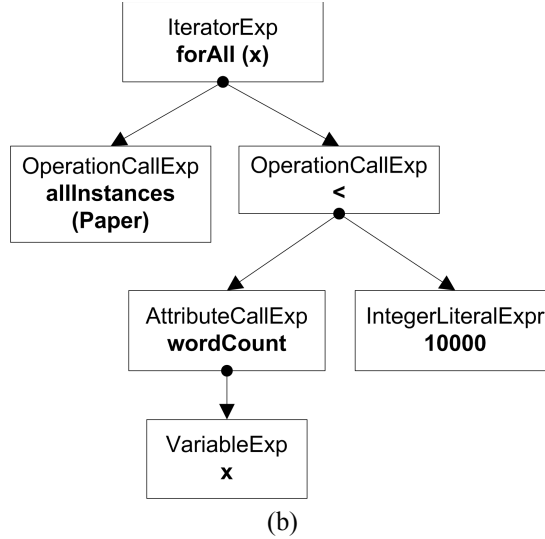 IteratorExp
forAll (x)
OperationCallExp
allInstances
(Paper)
OperationCallExp
<
AttributeCallExp
wordCount
IntegerLiteralExpr
10000
VariableExp
x
(b)